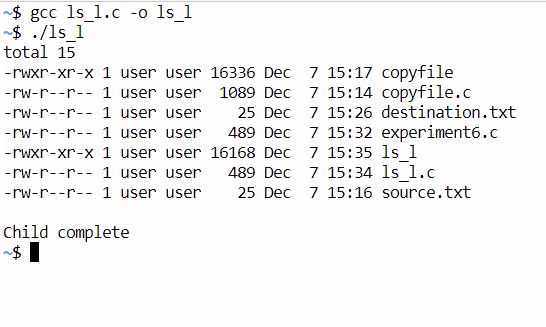 ~$ gcc ls_l.c -o ls_l
~$ ./ls_l
total 15
-rwxr-xr-x 1 user user 16336 Dec  7 15:17 copyfile
-rw-r--r-- 1 user user  1089 Dec  7 15:14 copyfile.c
-rw-r--r-- 1 user user    25 Dec  7 15:26 destination.txt
-rw-r--r-- 1 user user   489 Dec  7 15:32 experiment6.c
-rwxr-xr-x 1 user user 16168 Dec  7 15:35 ls_l
-rw-r--r-- 1 user user   489 Dec  7 15:34 ls_l.c
-rw-r--r-- 1 user user    25 Dec  7 15:16 source.txt
Child complete
~$